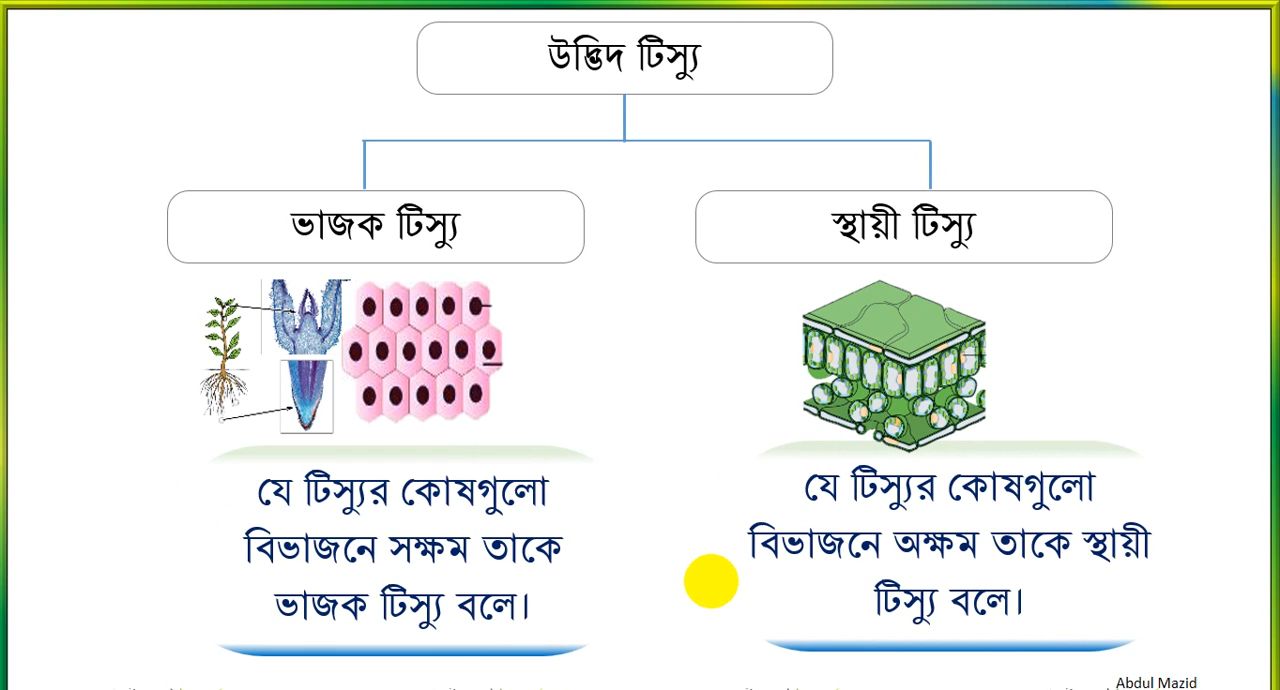 উদ্ভিদ টিস্যু
ভাজক টিস্যু
স্থায়ী টিস্যু
যে টিস্যুর কোষগুলো
বিভাজনে সক্ষম তাকে
ভাজক টিস্যু বলে।
যে টিস্যুর কোষগুলো
বিভাজনে অক্ষম তাকে স্থায়ী
টিস্যু বলে।
Abdul Mazid